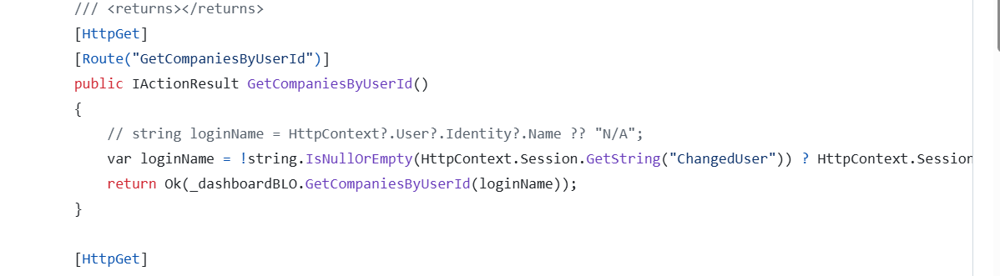 /// <returns></returns>
[HttpGet]
[Route("GetCompaniesByUserId")]
public IActionResult GetCompaniesByUserId()
{
// string loginName = HttpContext?.User?.Identity?.Name ?? "N/A";
var loginName = !string.IsNullOrEmpty(HttpContext.Session.GetString("ChangedUser")) ? HttpContext.Session
return Ok(_dashboardBLO.GetCompaniesByUserId(loginName));
}
[HttpGet]